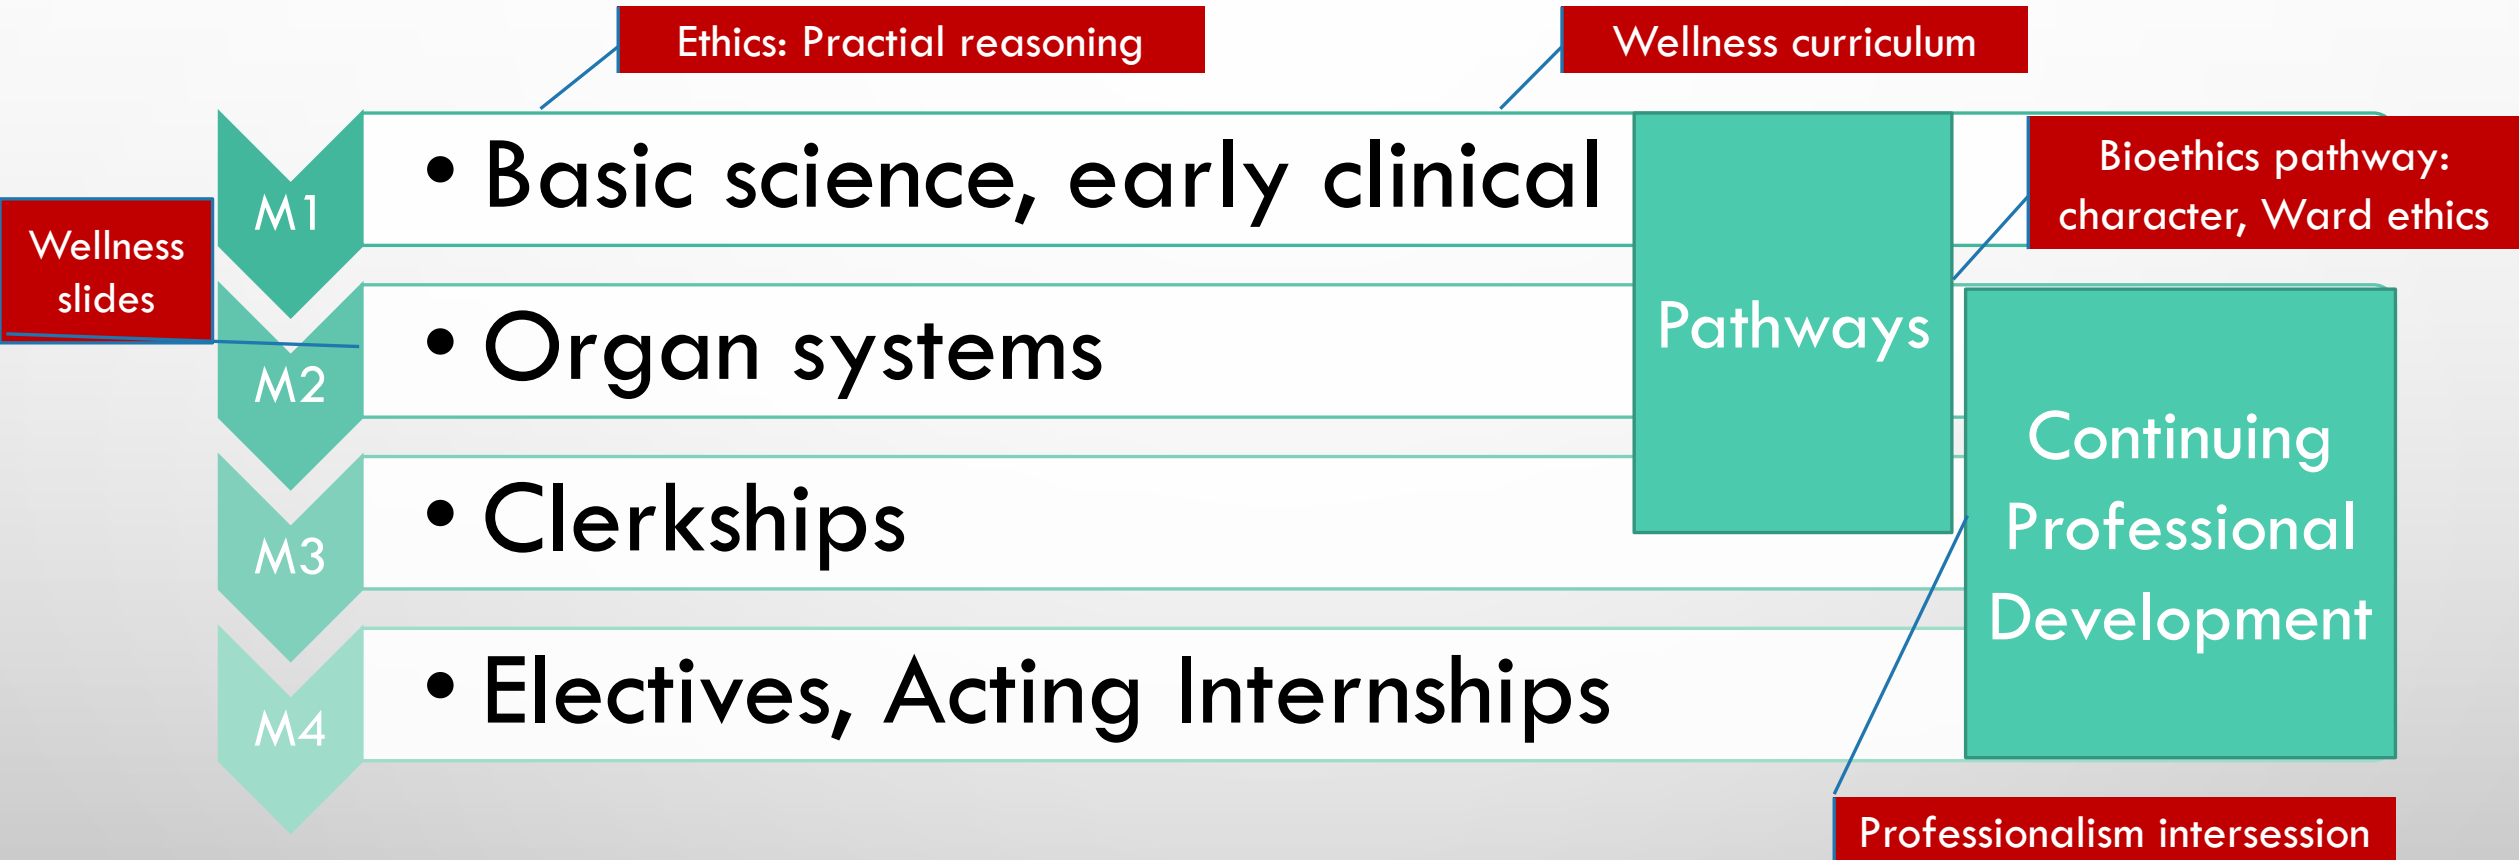 Ethics: Practial reasoning
Wellness curriculum
M1
• Basic science, early clinical
Bioethics pathway:
character, Ward ethics
Wellness
slides
M2
• Organ systems
Pathways
M3
• Clerkships
Continuing
Professional
Development
M4
• Electives, Acting Internships
Professionalism intersession